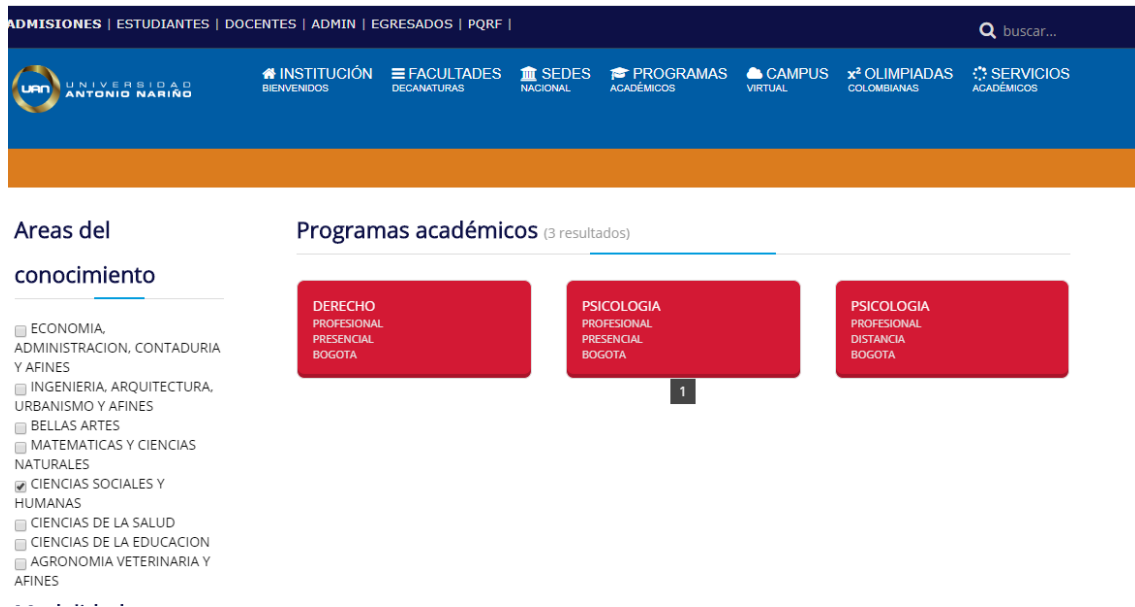 ADMISIONES | ESTUDIANTES | DOCENTES | ADMIN | EGRESADOS | PQRF |
buscar...
UAN
UNIVERSIDAD
ANTONIO NARIÑO
INSTITUCIÓN
BIENVENIDOS
FACULTADES
DECANATURAS
SEDES
NACIONAL
PROGRAMAS
ACADÉMICOS
CAMPUS
VIRTUAL
x² OLIMPIADAS
COLOMBIANAS
SERVICIOS
ACADÉMICOS
Areas del
conocimiento
ECONOMIA,
ADMINISTRACION, CONTADURIA
Y AFINES
INGENIERIA, ARQUITECTURA,
URBANISMO Y AFINES
BELLAS ARTES
MATEMATICAS Y CIENCIAS
NATURALES
CIENCIAS SOCIALES Y
HUMANAS
CIENCIAS DE LA SALUD
CIENCIAS DE LA EDUCACION
AGRONOMIA VETERINARIA Y
AFINES
Programas académicos (3 resultados)
DERECHO
PROFESIONAL
PRESENCIAL
BOGOTA
PSICOLOGIA
PROFESIONAL
PRESENCIAL
BOGOTA
PSICOLOGIA
PROFESIONAL
DISTANCIA
BOGOTA
1